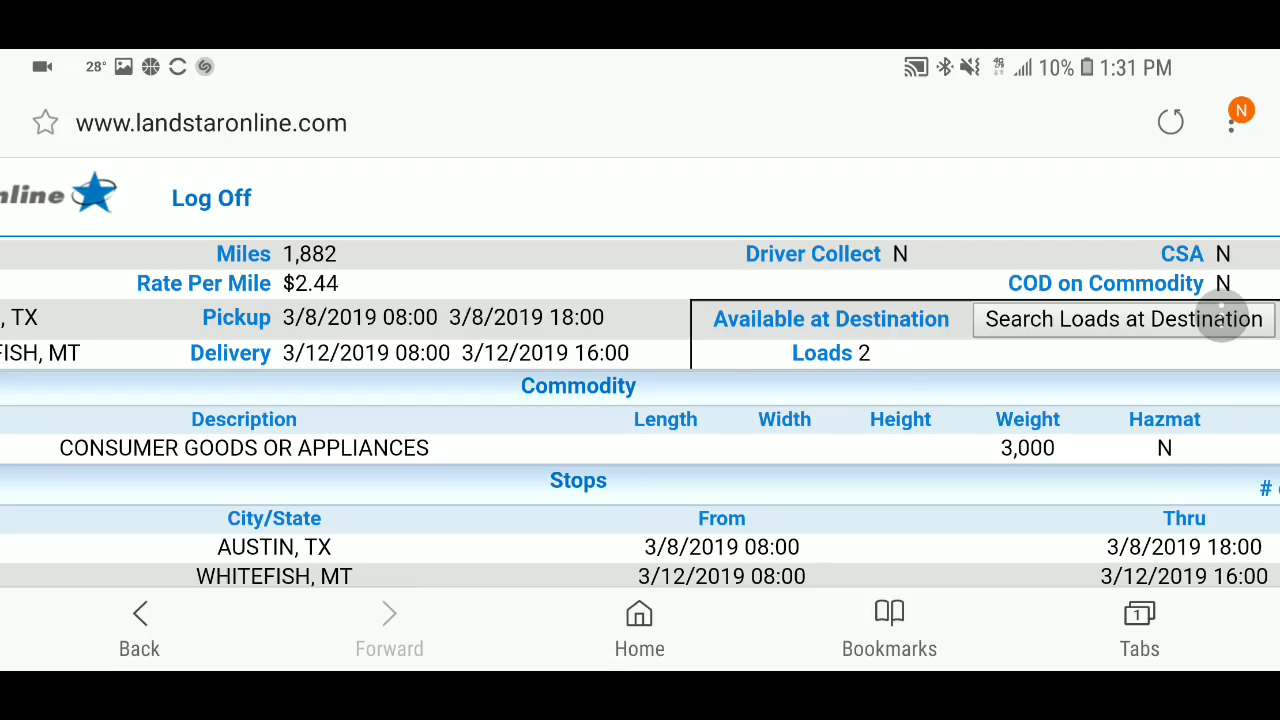 28° 10% 1:31 PM
www.landstaronline.com N
nline Log Off
Miles 1,882 Driver Collect N CSA N
Rate Per Mile $2.44 COD on Commodity N
, TX Pickup 3/8/2019 08:00 3/8/2019 18:00 Available at Destination Search Loads at Destination
FISH, MT Delivery 3/12/2019 08:00 3/12/2019 16:00 Loads 2
Commodity
Description Length Width Height Weight Hazmat
CONSUMER GOODS OR APPLIANCES 3,000 N
Stops
#
City/State From Thru
AUSTIN, TX 3/8/2019 08:00 3/8/2019 18:00
WHITEFISH, MT 3/12/2019 08:00 3/12/2019 16:00
1
Back Forward Home Bookmarks Tabs